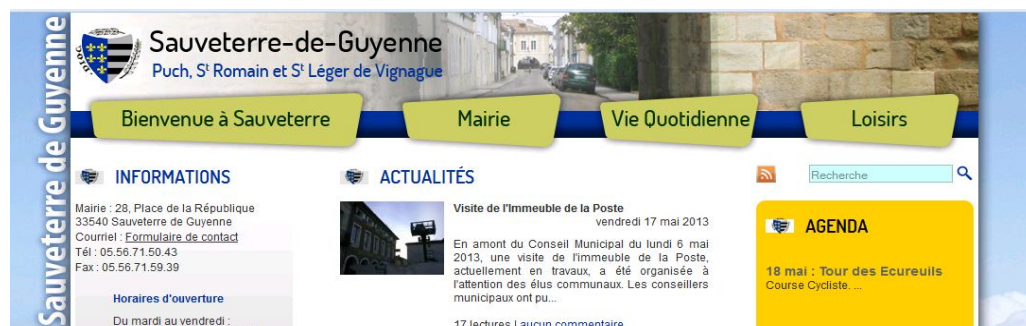 Sauveterre de Guyenne
Sauveterre-de-Guyenne
Puch, St Romain et St Léger de Vignague
Bienvenue à Sauveterre
Mairie
Vie Quotidienne
Loisirs
INFORMATIONS
Mairie : 28, Place de la République
33540 Sauveterre de Guyenne
Courriel : Formulaire de contact
Tél : 05.56.71.50.43
Fax : 05.56.71.59.39
Horaires d'ouverture
Du mardi au vendredi :
ACTUALITÉS
Visite de l'Immeuble de la Poste
vendredi 17 mai 2013
En amont du Conseil Municipal du lundi 6 mai
2013, une visite de l'immeuble de la Poste,
actuellement en travaux, a été organisée à
l'attention des élus communaux. Les conseillers
municipaux ont pu...
17 lectures | aucun commentaire
Recherche
AGENDA
18 mai : Tour des Ecureuils
Course Cycliste. ...